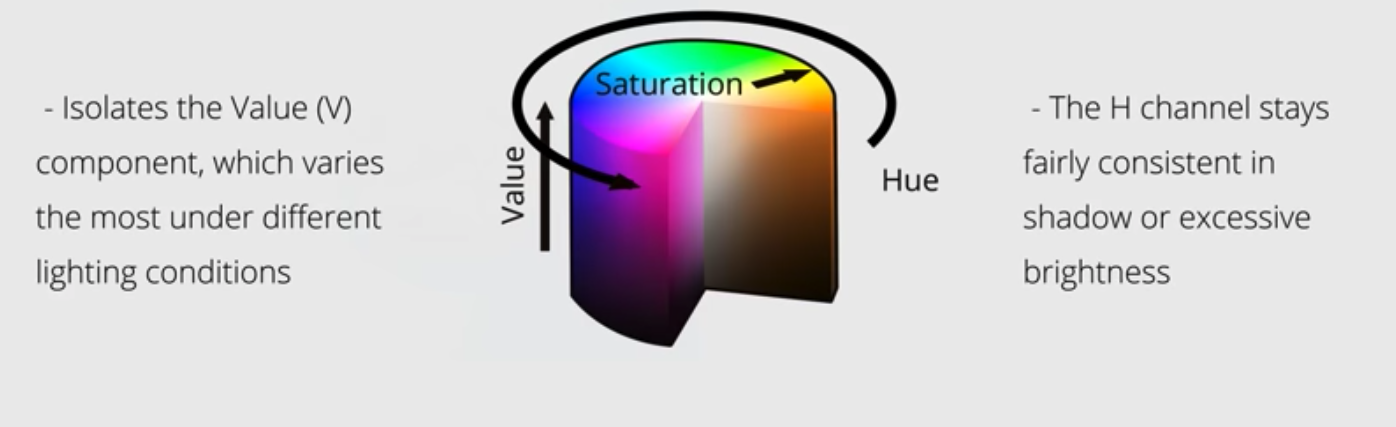 - Isolates the Value (V)
component, which varies
the most under different
lighting conditions
Saturation
Value
Hue
- The H channel stays
fairly consistent in
shadow or excessive
brightness